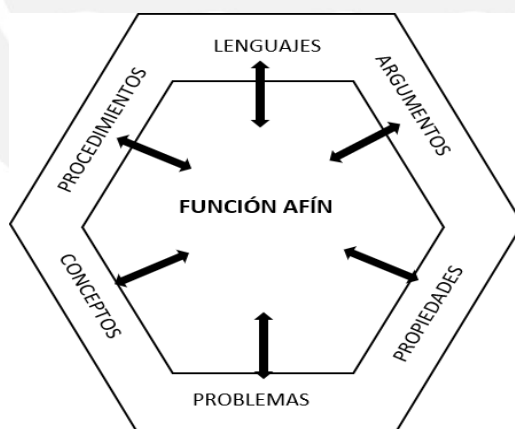 LENGUAJES
ARGUMENTOS
PROCEDIMIENTOS
FUNCIÓN AFÍN
CONCEPTOS
PROPIEDADES
PROBLEMAS